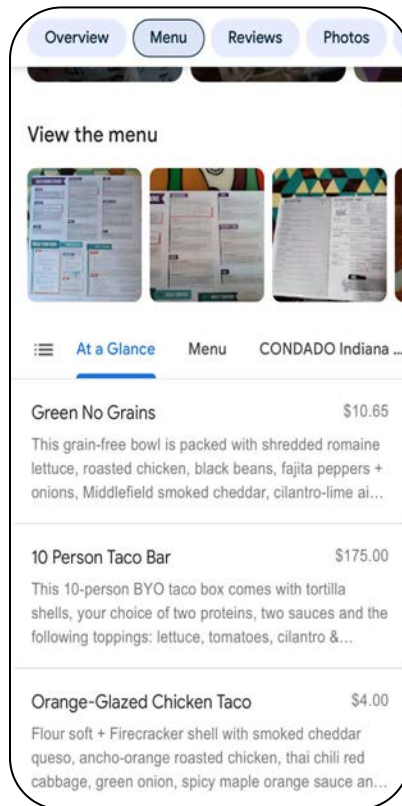 Overview Menu Reviews Photos
View the menu
At a Glance Menu CONDADO Indiana ...
Green No Grains $10.65
This grain-free bowl is packed with shredded romaine
lettuce, roasted chicken, black beans, fajita peppers +
onions, Middlefield smoked cheddar, cilantro-lime ai...
10 Person Taco Bar $175.00
This 10-person BYO taco box comes with tortilla
shells, your choice of two proteins, two sauces and the
following toppings: lettuce, tomatoes, cilantro &...
Orange-Glazed Chicken Taco $4.00
Flour soft + Firecracker shell with smoked cheddar
queso, ancho-orange roasted chicken, thai chili red
cabbage, green onion, spicy maple orange sauce an...